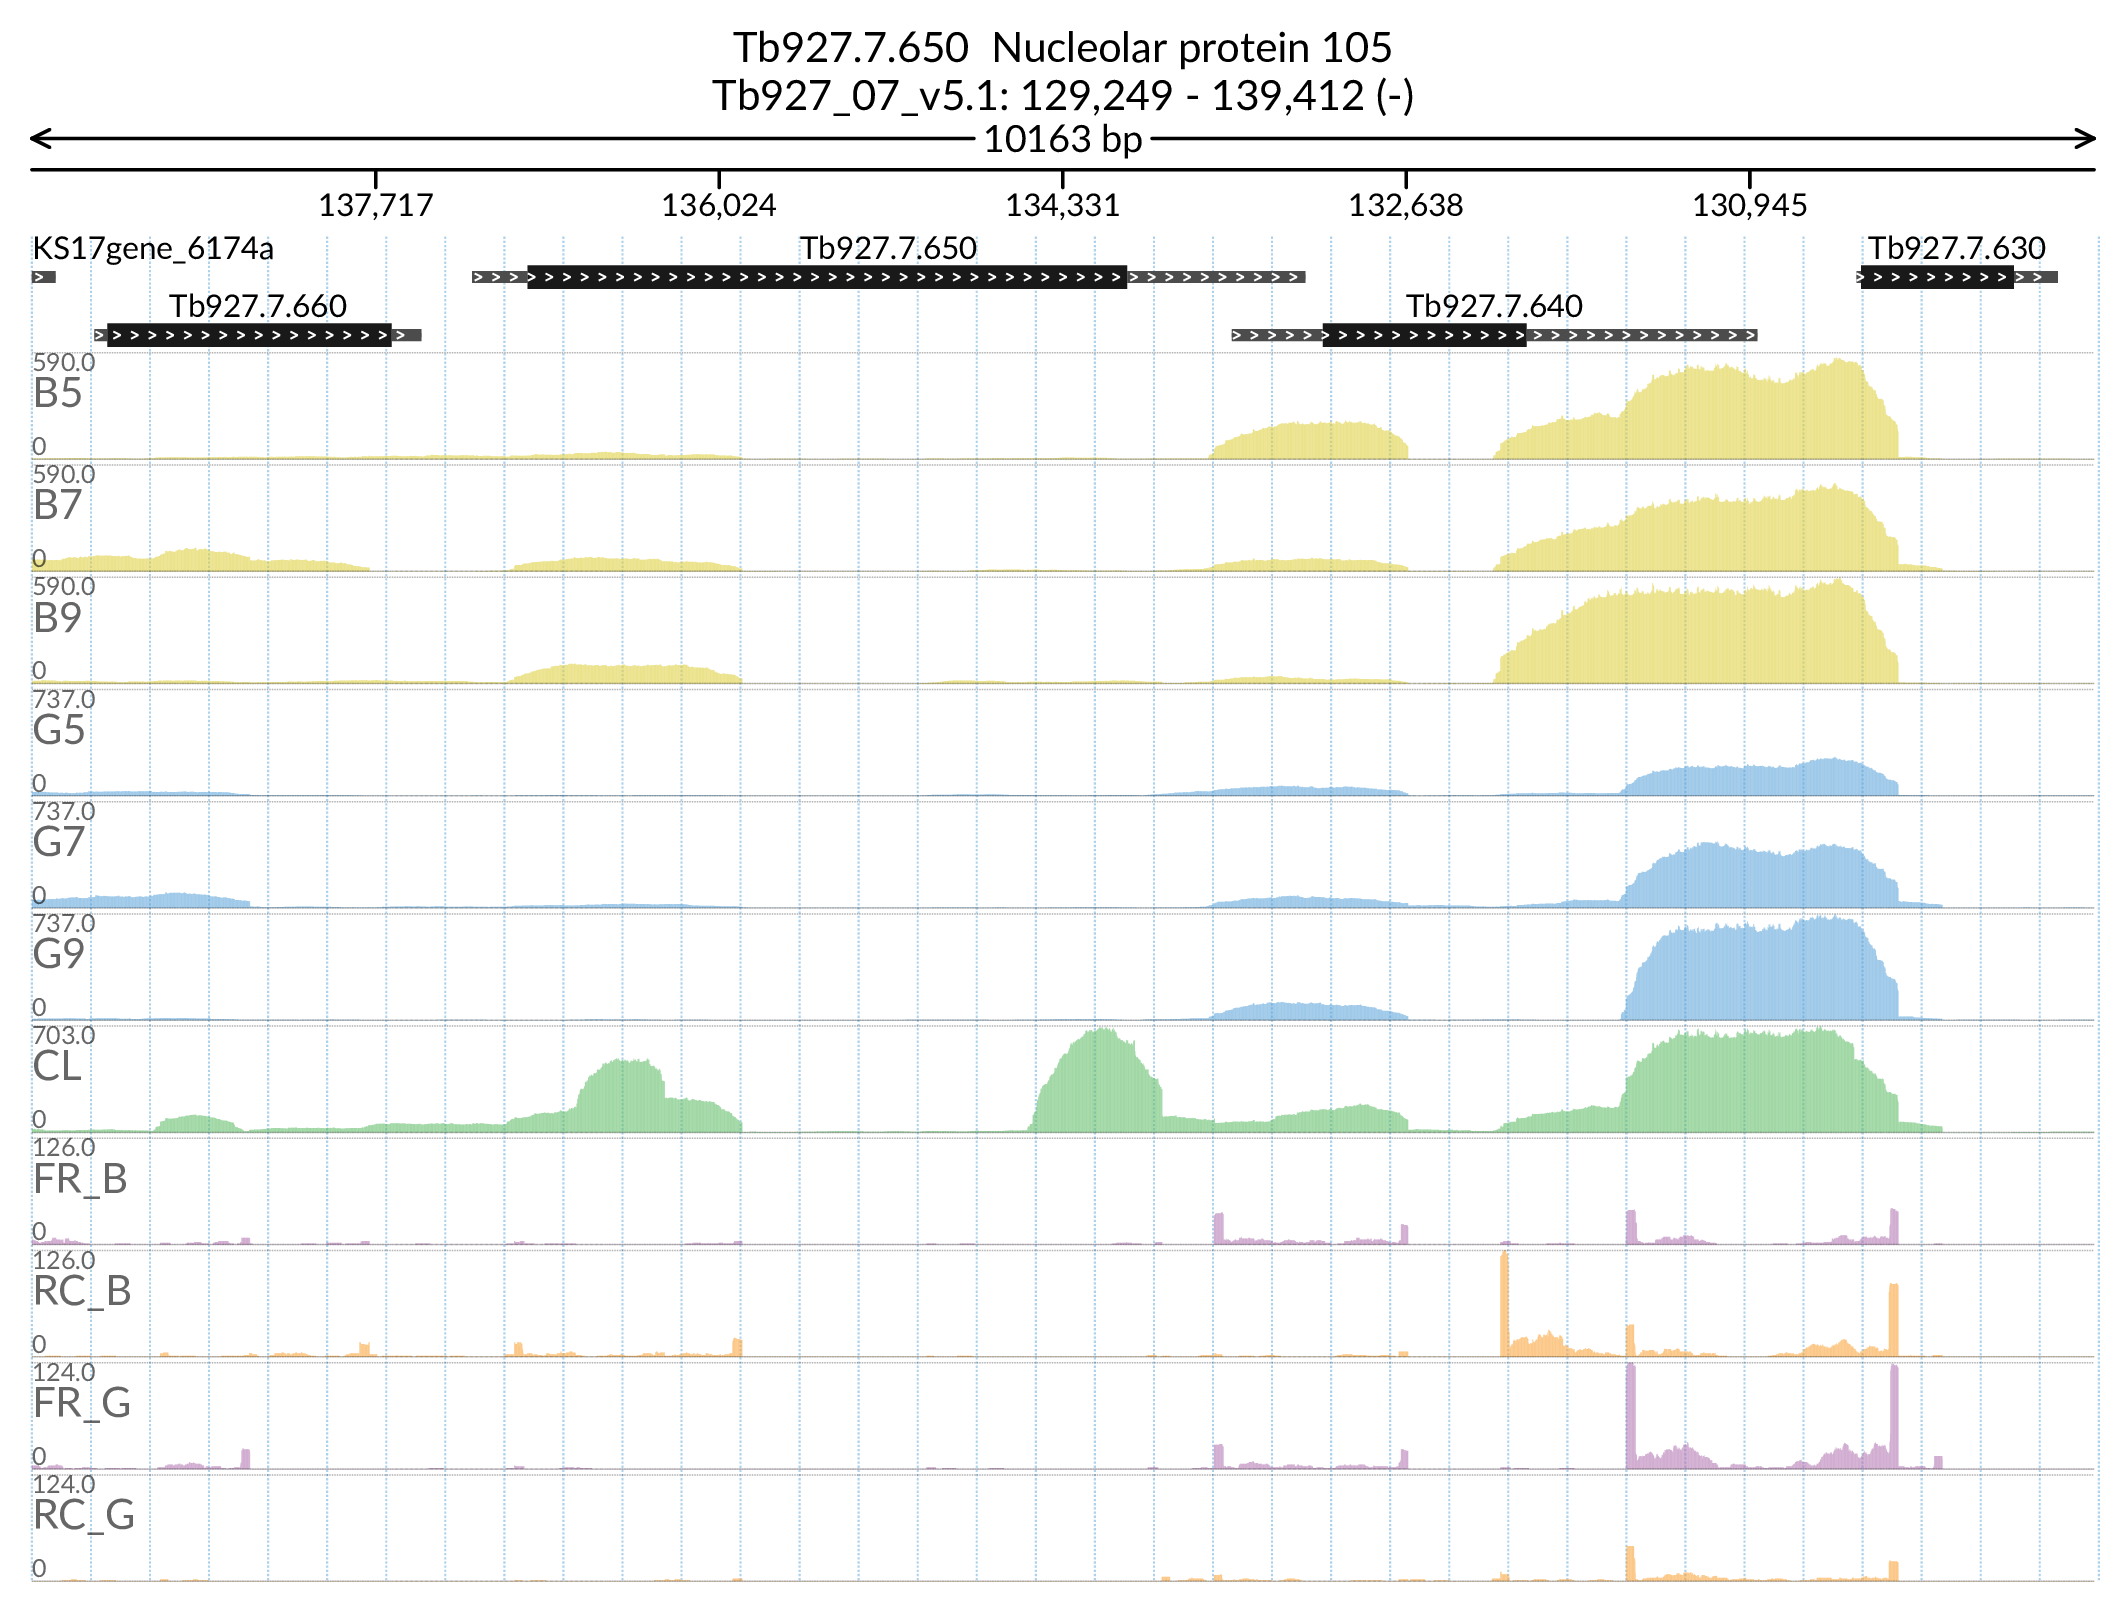 Tb927.7.650  Nucleolar protein 105
Tb927_07_v5.1: 129,249 - 139,412 (-)
10163 bp
137,717 136,024 134,331 132,638 130,945
KS17gene_6174a Tb927.7.650 Tb927.7.630
Tb927.7.660 Tb927.7.640
590.0
B5
0
590.0
B7
0
590.0
B9
0
737.0
G5
0
737.0
G7
0
737.0
G9
0
703.0
CL
0
126.0
FR_B
0
126.0
RC_B
0
124.0
FR_G
0
124.0
RC_G
0